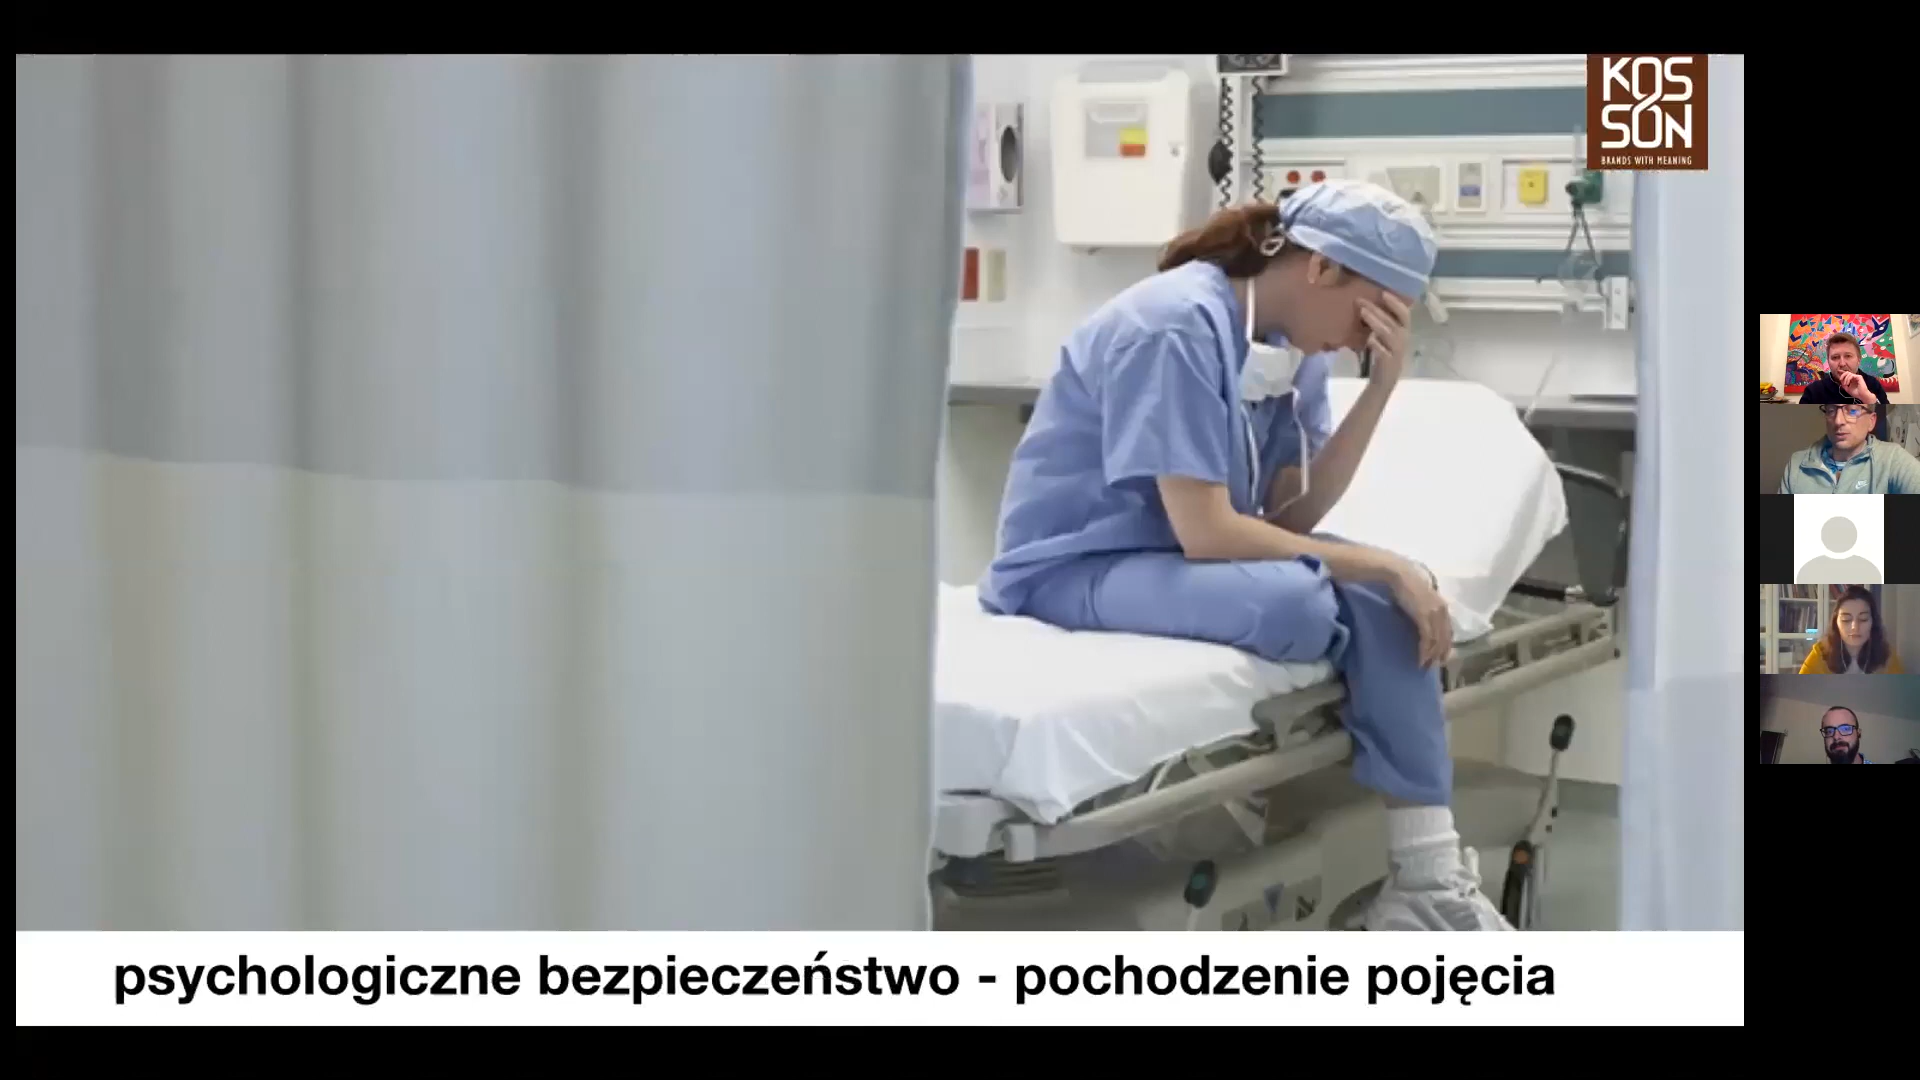 KOS
SON
BRANDS WITH MEANING
psychologiczne bezpieczeństwo - pochodzenie pojęcia